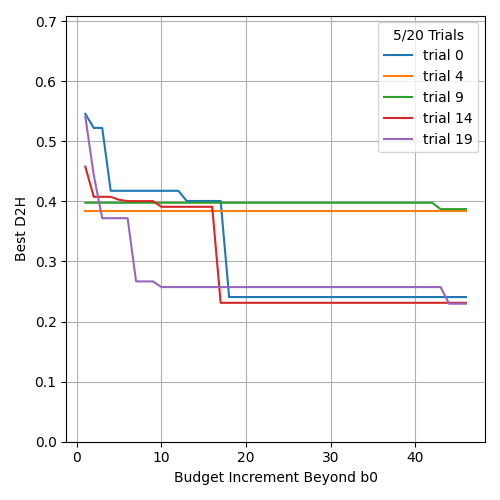 5/20 Trials
trial 0
trial 4
trial 9
trial 14
trial 19
0.7
0.6
0.5
0.4
0.3
0.2
0.1
0.0
Best D2H
0 10 20 30 40
Budget Increment Beyond b0